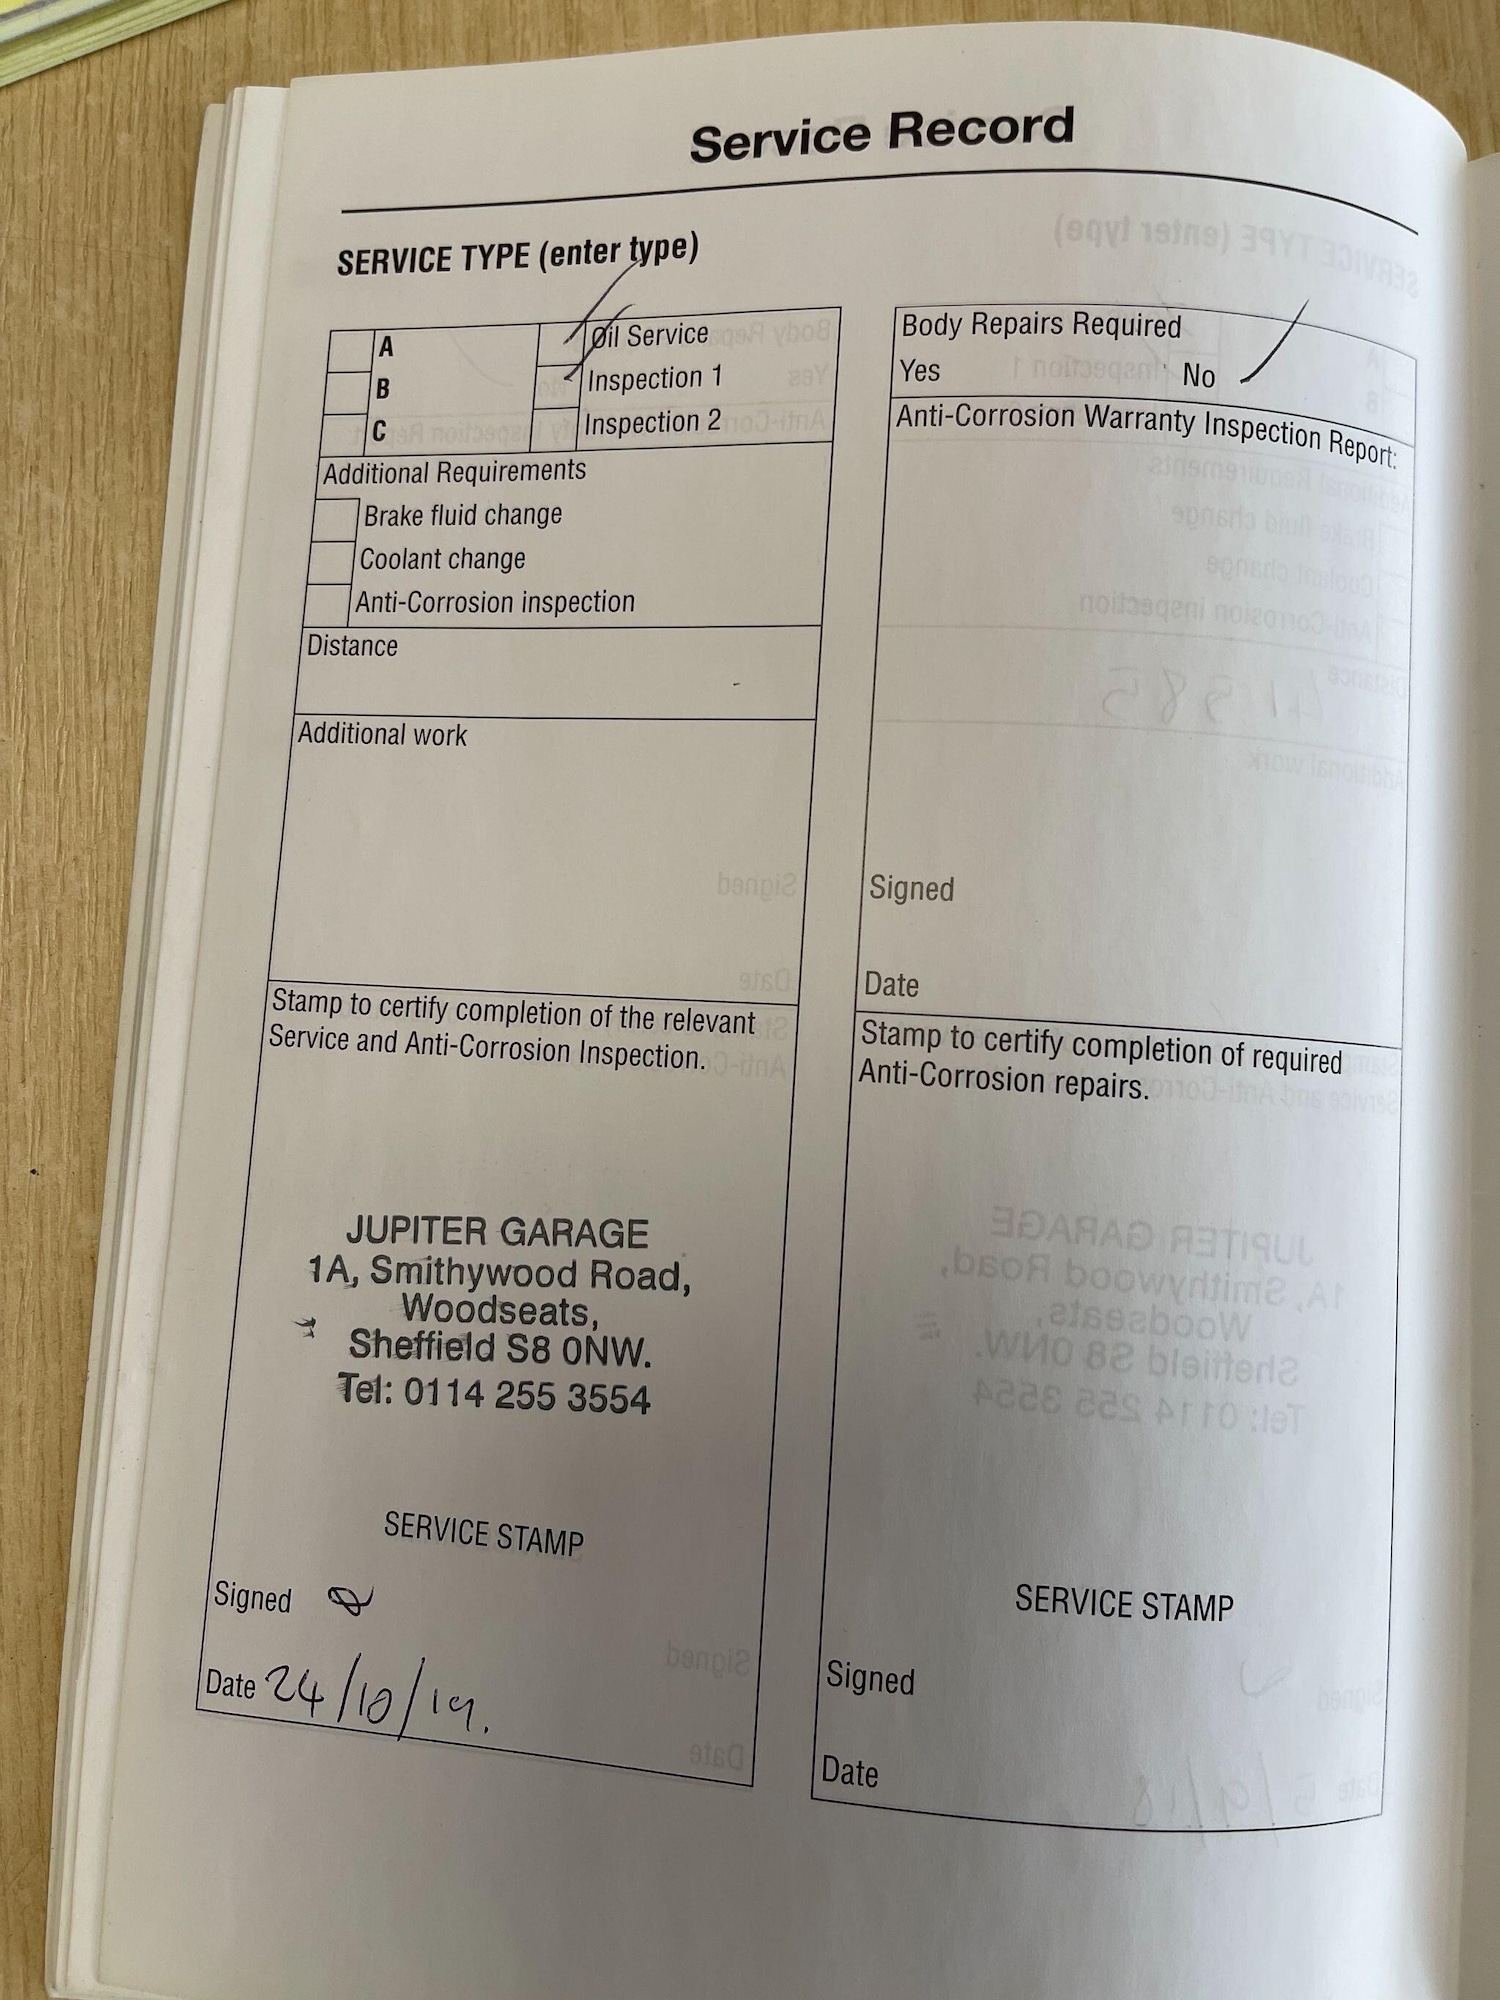 Service Record
SERVICE TYPE (enter type)
A
B
C
Oil Service
Inspection 1
Inspection 2
Additional Requirements
Brake fluid change
Coolant change
Anti-Corrosion inspection
Distance
Additional work
Stamp to certify completion of the relevant
Service and Anti-Corrosion Inspection.
JUPITER GARAGE
1A, Smithywood Road,
Woodseats,
Sheffield S8 0NW.
Tel: 0114 255 3554
SERVICE STAMP
Signed
Date 24/10/19.
Body Repairs Required
Yes No
Anti-Corrosion Warranty Inspection Report:
Signed
Date
Stamp to certify completion of required
Anti-Corrosion repairs.
SERVICE STAMP
Signed
Date